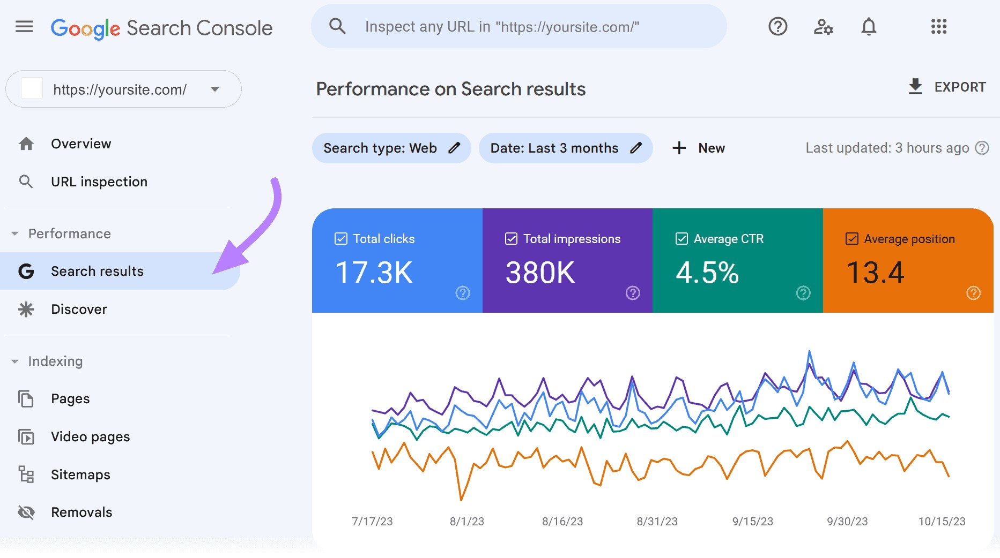 Google Search Console
Inspect any URL in "https://yoursite.com/"
https://yoursite.com/
Overview
URL inspection
Performance
Search results
Discover
Indexing
Pages
Video pages
Sitemaps
Removals
Performance on Search results
EXPORT
Search type: Web
Date: Last 3 months
New
Last updated: 3 hours ago
Total clicks
17.3K
Total impressions
380K
Average CTR
4.5%
Average position
13.4
7/17/23 8/1/23 8/16/23 8/31/23 9/15/23 9/30/23 10/15/23